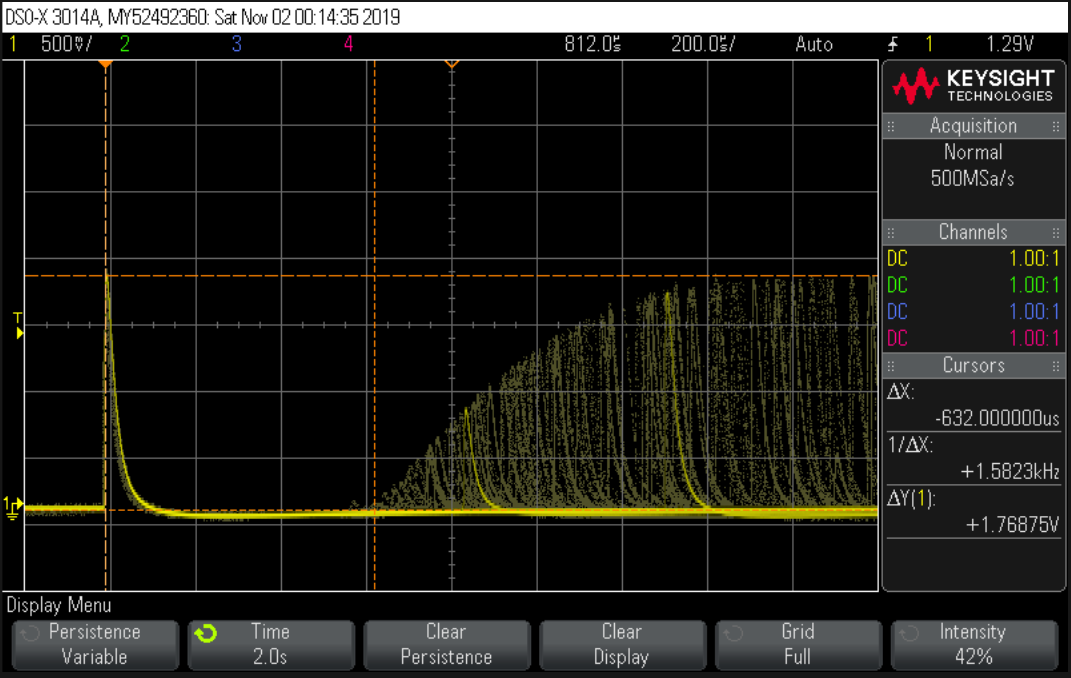 DSO-X 3014A, MY52492360: Sat Nov 02 00:14:35 2019
1 500mV/ 2 3 4 812.0us 200.0us/ Auto 1 1.29V
KEYSIGHT
TECHNOLOGIES
Acquisition
Normal
500MSa/s
Channels
DC 1.00:1
DC 1.00:1
DC 1.00:1
DC 1.00:1
Cursors
ΔX:
-632.000000us
1/ΔX:
+1.5823kHz
ΔY(1):
+1.76875V
T
1
Display Menu
Persistence
Variable
Time
2.0s
Clear
Persistence
Clear
Display
Grid
Full
Intensity
42%